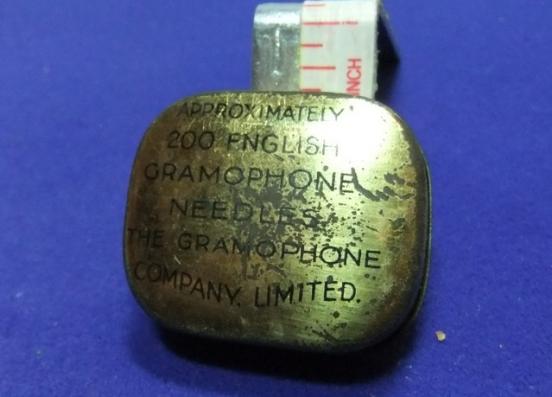 INCH
APPROXIMATELY
200 ENGLISH
GRAMOPHONE
NEEDLES
THE GRAMOPHONE
COMPANY. LIMITED.